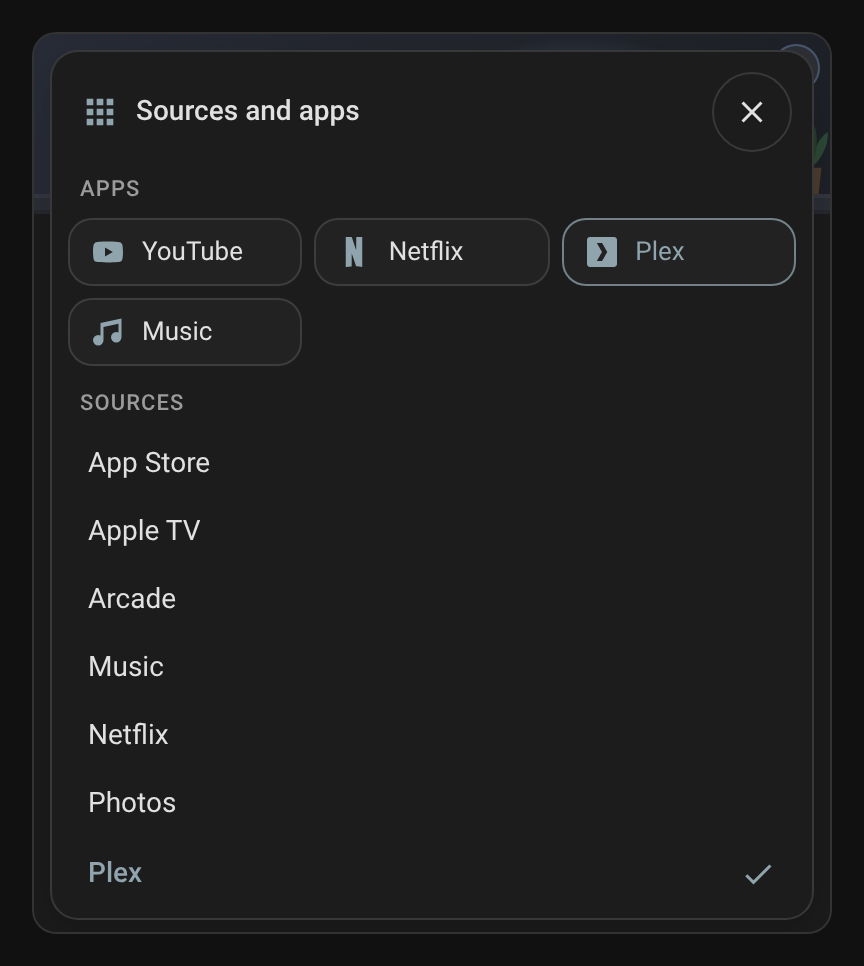 Sources and apps
APPS
YouTube
Netflix
Plex
Music
SOURCES
App Store
Apple TV
Arcade
Music
Netflix
Photos
Plex